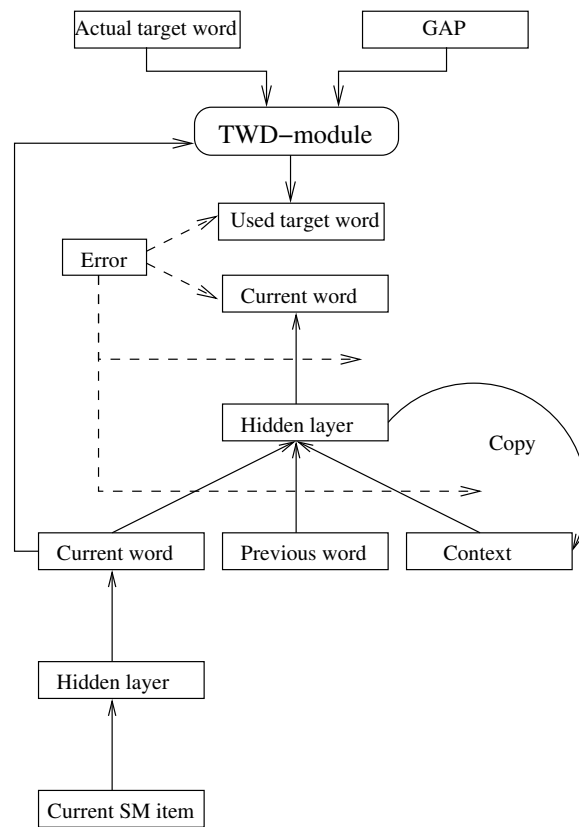 Actual target word
GAP
TWD−module
Used target word
Error
Current word
Hidden layer
Copy
Current word
Previous word
Context
Hidden layer
Current SM item